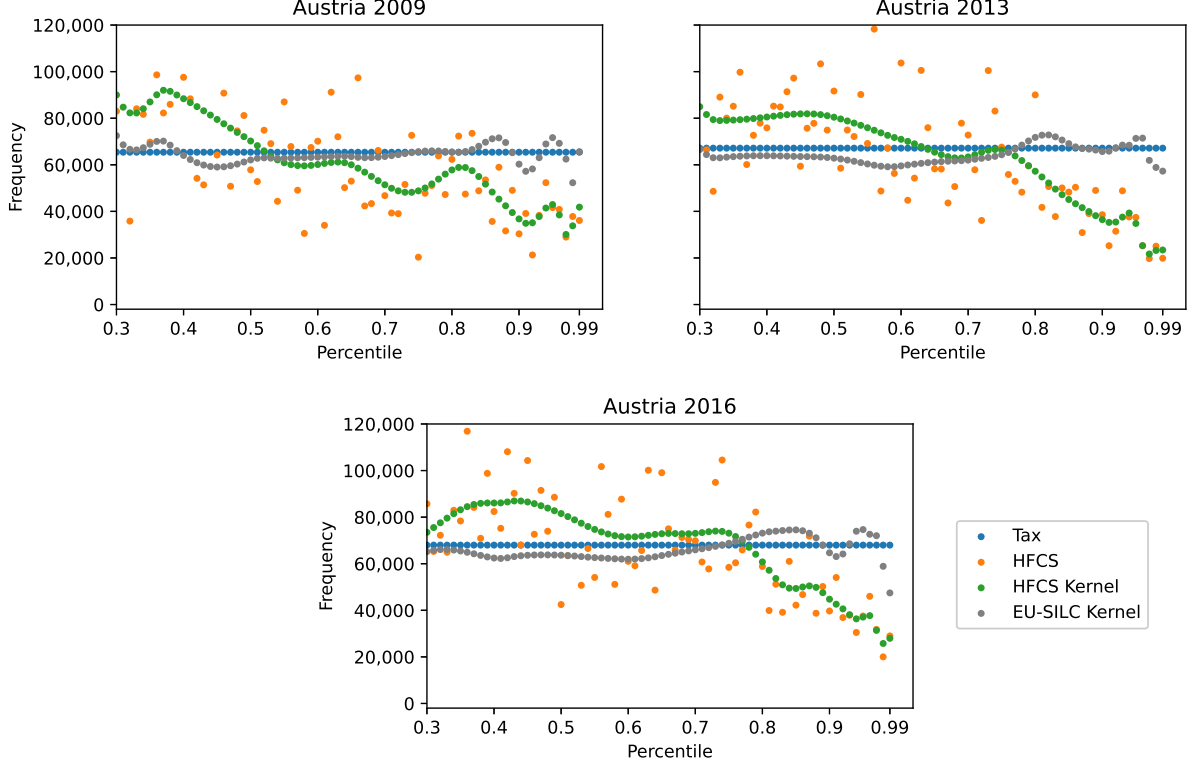 Austria 2009
Austria 2013
120,000
100,000
80,000
60,000
40,000
20,000
0
Frequency
0.3 0.4 0.5 0.6 0.7 0.8 0.9 0.99
Percentile
0.3 0.4 0.5 0.6 0.7 0.8 0.9 0.99
Percentile
Austria 2016
120,000
100,000
80,000
60,000
40,000
20,000
0
Frequency
0.3 0.4 0.5 0.6 0.7 0.8 0.9 0.99
Percentile
Tax
HFCS
HFCS Kernel
EU-SILC Kernel